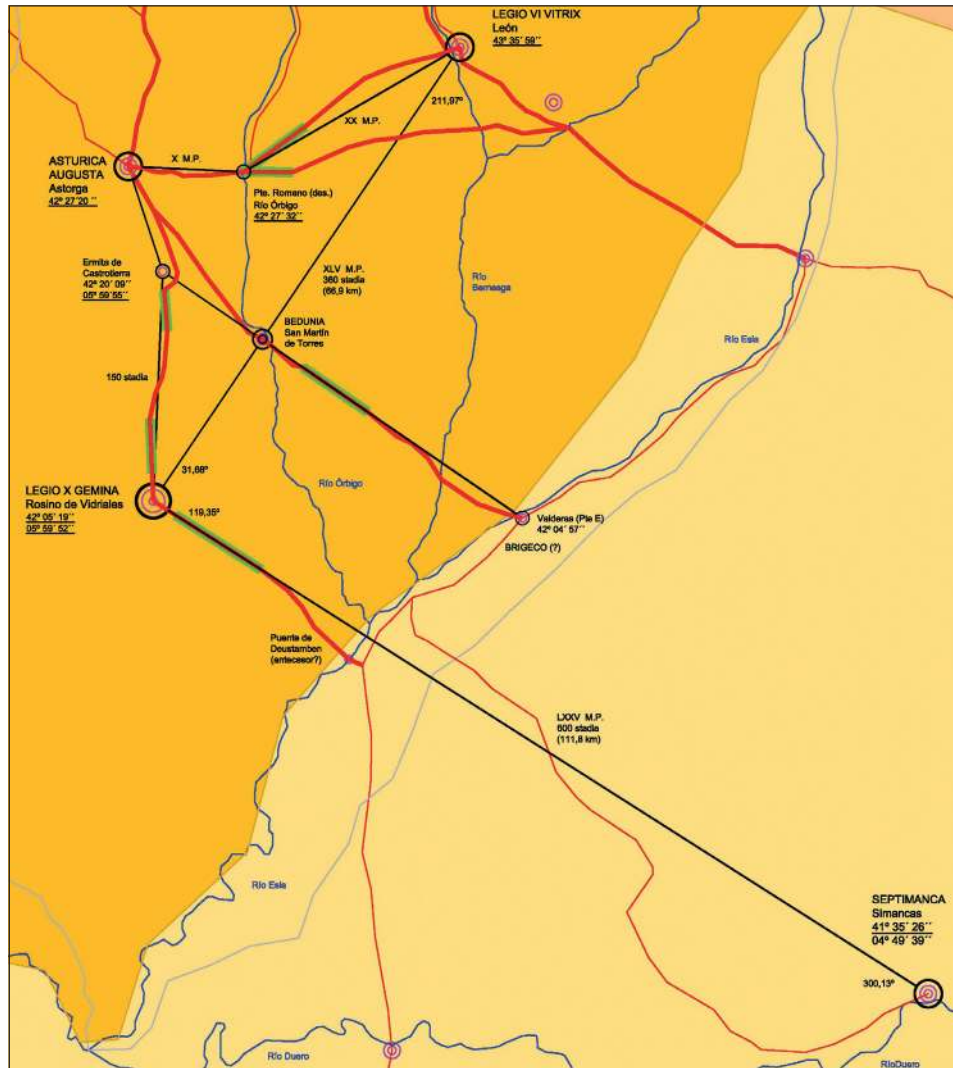 LEGIO VI VITRIX
León
43º 35´ 59´´
211,97º
XX M.P.
X M.P.
ASTURICA
AUGUSTA
Astorga
42º 27´20 ´´
Pte. Romano (des.)
Río Órbigo
42º 27´ 32´´
Ermita de
Castrotierra
42º 20´ 09´´
05º 59´55´´
XLV M.P.
360 stadia
(66,9 km)
Río
Bernesga
BEDUNIA
San Martín
de Torres
Río Esla
150 stadia
31,68º
Río Órbigo
LEGIO X GEMINA
Rosino de Vidriales
42º 05´ 19´´
05º 59´ 52´´
119,35º
Valderas (Pte E)
42º 04´ 57´´
BRIGECO (?)
Puente de
Deustamben
(antecesor?)
LXXV M.P.
600 stadia
(111,8 km)
Río Esla
SEPTIMANCA
Simancas
41º 35´ 26´´
04º 49´ 39´´
300,13º
Río Duero
RíoDuero